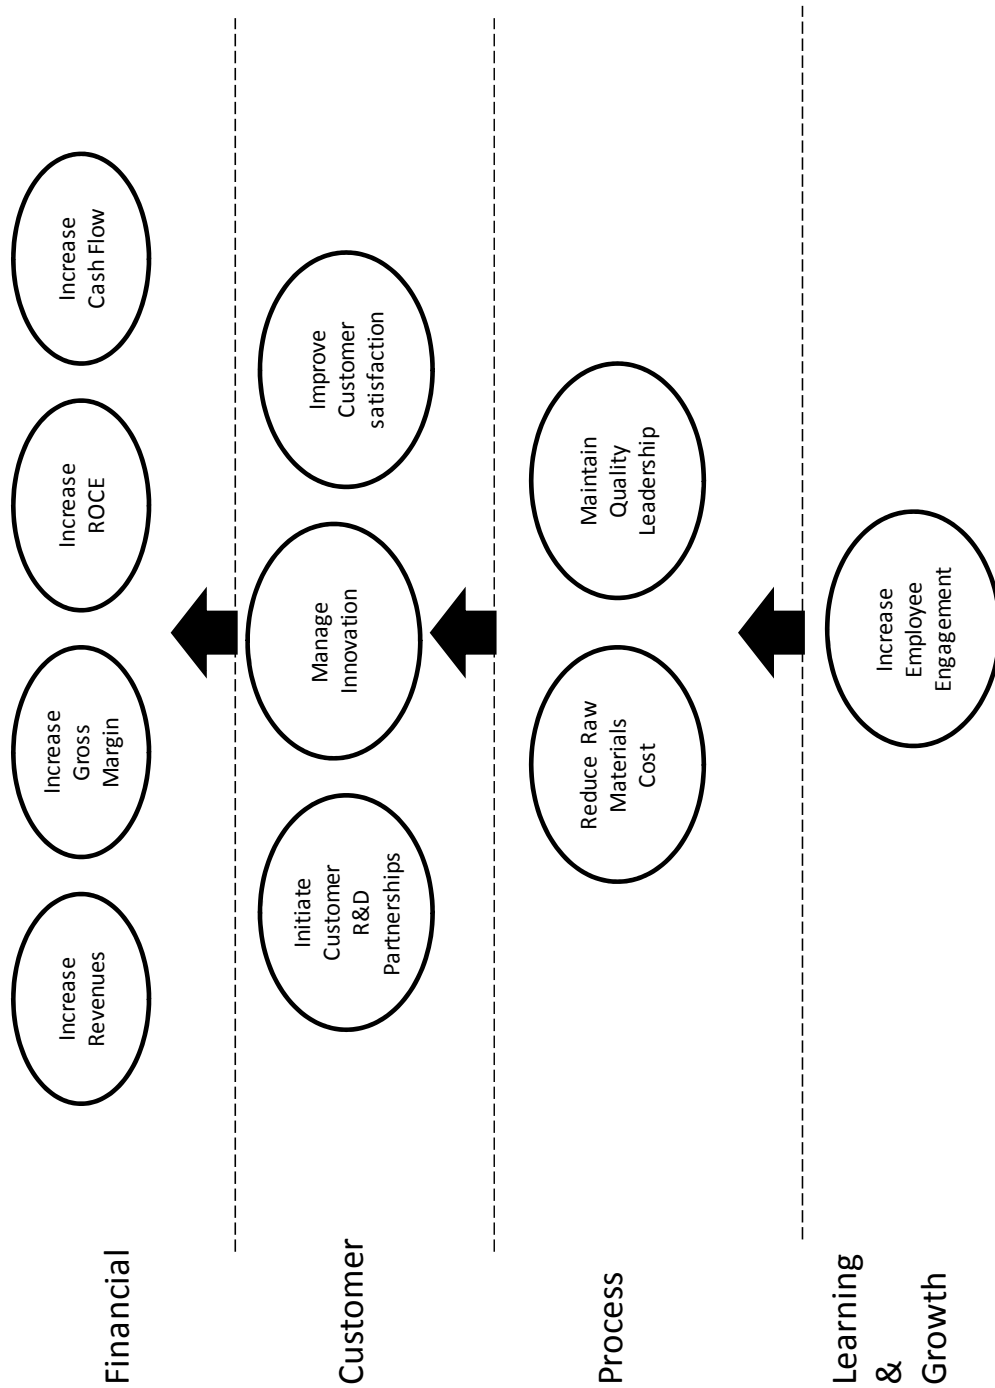 Financial
Increase
Revenues
Increase
Gross
Margin
Increase
ROCE
Increase
Cash Flow
Customer
Initiate
Customer
R&D
Partnerships
Manage
Innovation
Improve
Customer
satisfaction
Process
Reduce Raw
Materials
Cost
Maintain
Quality
Leadership
Learning
&
Growth
Increase
Employee
Engagement